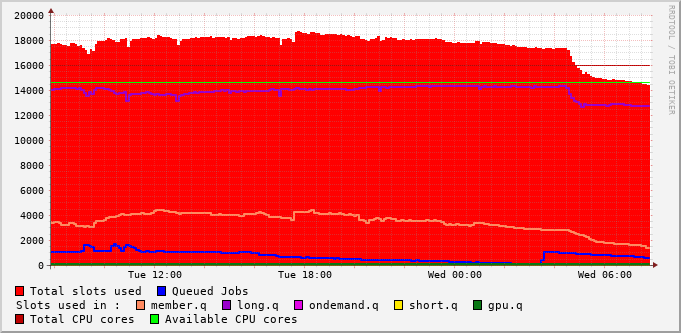 20000
18000
16000
14000
12000
10000
8000
6000
4000
2000
0
Tue 12:00 Tue 18:00 Wed 00:00 Wed 06:00
Total slots used Queued Jobs
Slots used in : member.q long.q ondemand.q short.q gpu.q
Total CPU cores Available CPU cores
RRDTOOL / TOBI OETIKER